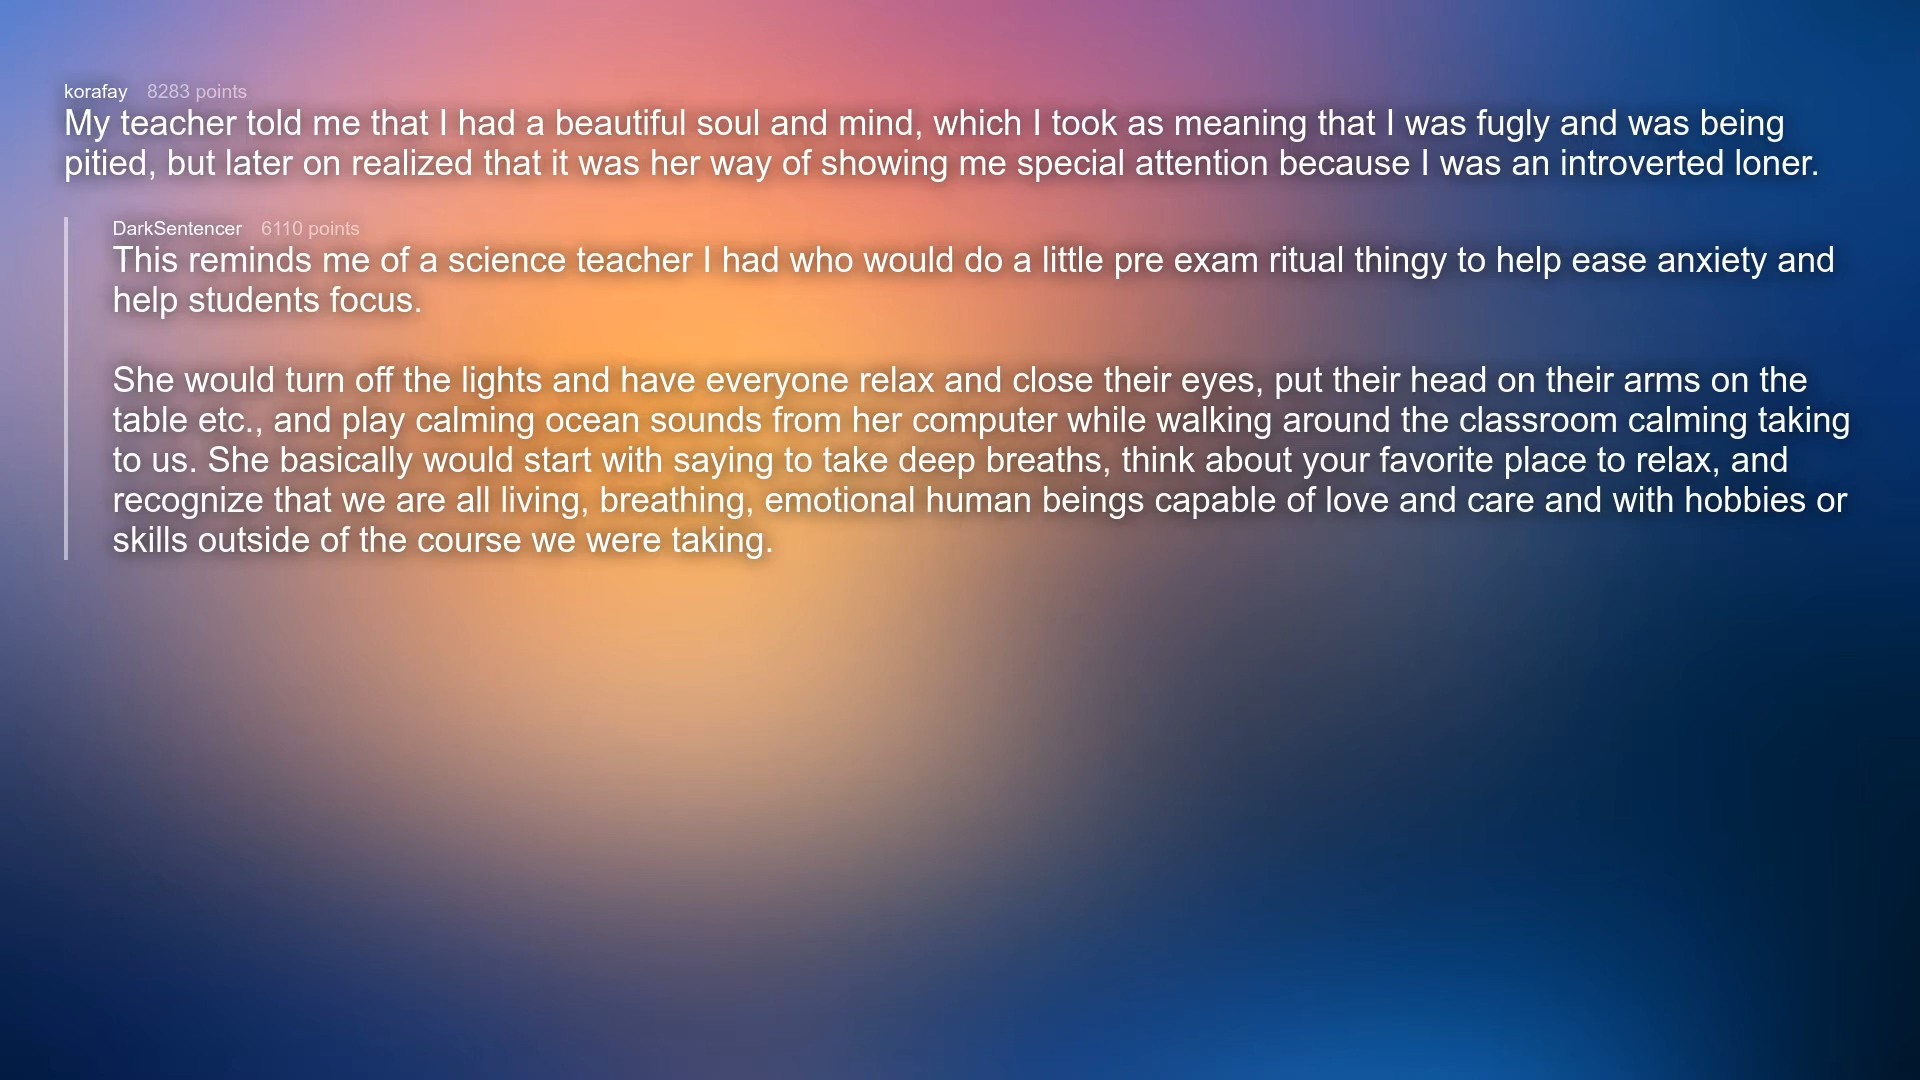 korafay 8283 points
My teacher told me that I had a beautiful soul and mind, which I took as meaning that I was fugly and was being
pitied, but later on realized that it was her way of showing me special attention because I was an introverted loner.
DarkSentencer 6110 points
This reminds me of a science teacher I had who would do a little pre exam ritual thingy to help ease anxiety and
help students focus.
She would turn off the lights and have everyone relax and close their eyes, put their head on their arms on the
table etc., and play calming ocean sounds from her computer while walking around the classroom calming taking
to us. She basically would start with saying to take deep breaths, think about your favorite place to relax, and
recognize that we are all living, breathing, emotional human beings capable of love and care and with hobbies or
skills outside of the course we were taking.